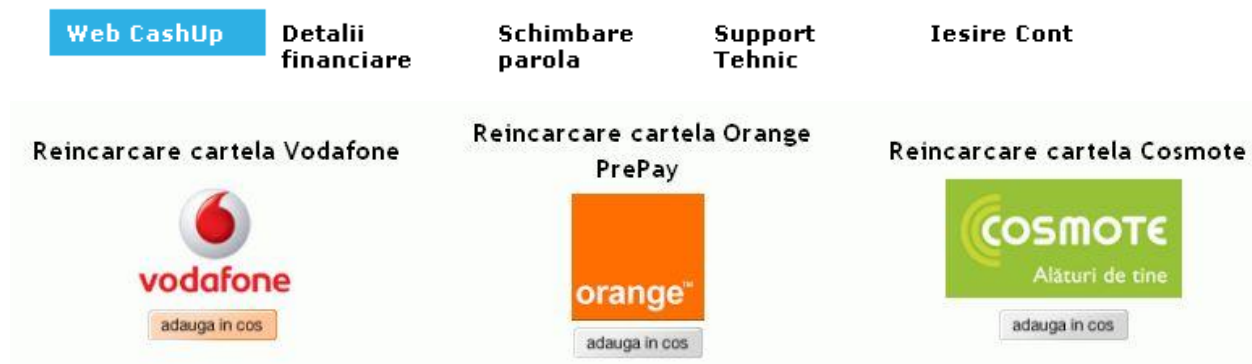 Web CashUp
Detalii
financiare
Schimbare
parola
Support
Tehnic
Iesire Cont
Reincarcare cartela Vodafone
vodafone
adauga in cos
Reincarcare cartela Orange
PrePay
orange™
adauga in cos
Reincarcare cartela Cosmote
COSMOTE
Alături de tine
adauga in cos